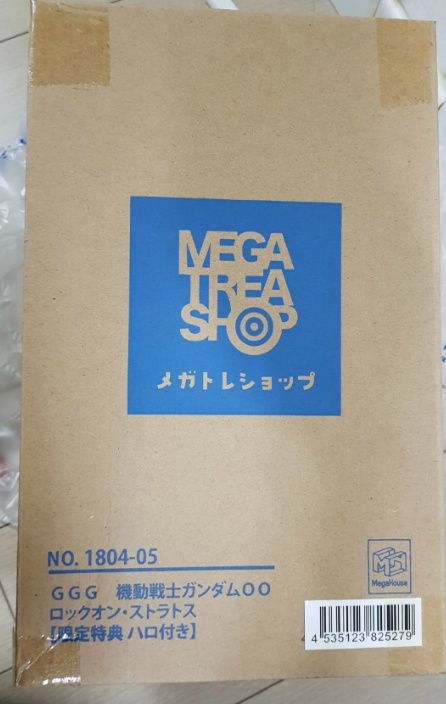 MEGA
TREA
SHOP
メガトレショップ
NO. 1804-05
MegaHouse
GGG 機動戦士ガンダムOO
ロックオン・ストラトス
【限定特典 ハロ付き】
4 535123 825279